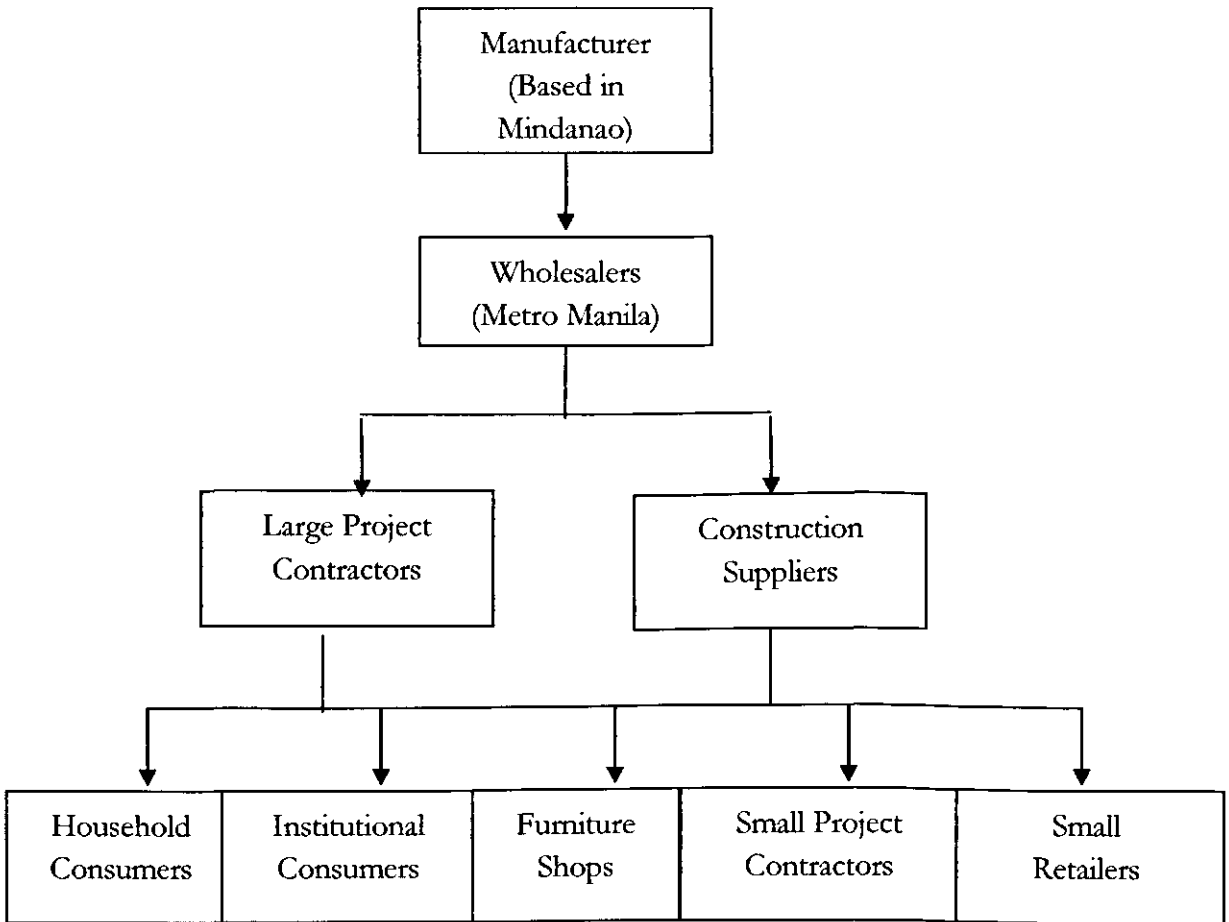 Manufacturer
(Based in
Mindanao)
Wholesalers
(Metro Manila)
Large Project
Contractors
Construction
Suppliers
Household
Consumers
Institutional
Consumers
Furniture
Shops
Small Project
Contractors
Small
Retailers